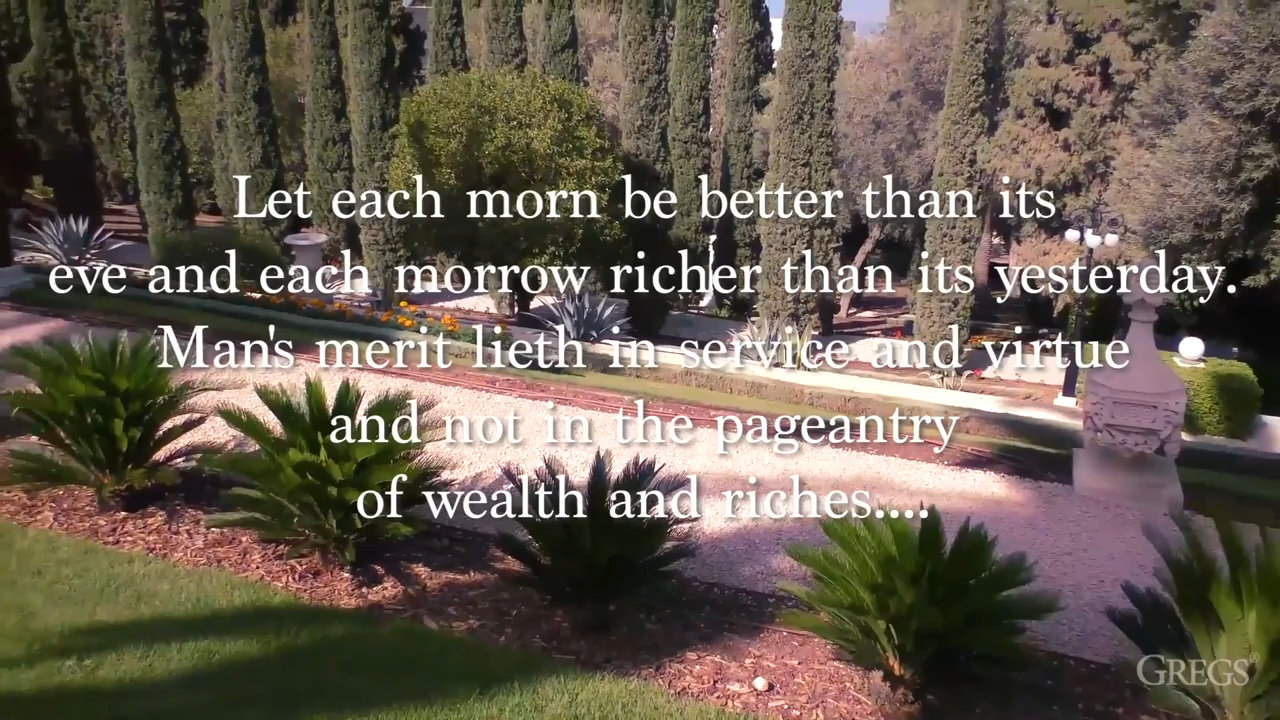 Let each morn be better than its
eve and each morrow richer than its yesterday.
Man's merit lieth in service and virtue
and not in the pageantry
of wealth and riches....
GREGS®